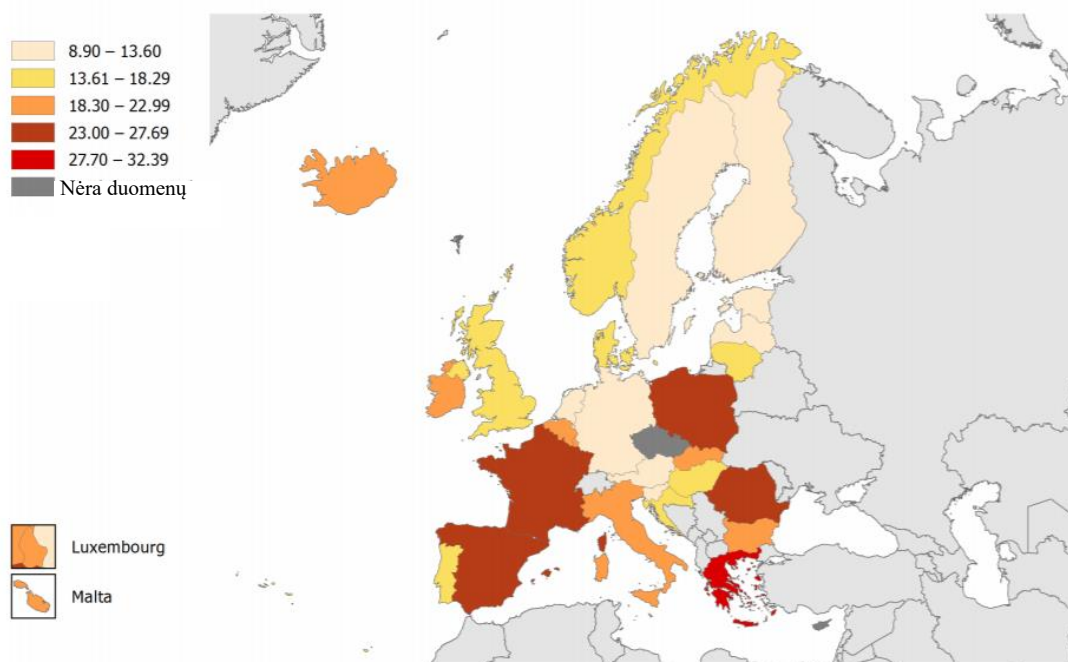 8.90 – 13.60
13.61 – 18.29
18.30 – 22.99
23.00 – 27.69
27.70 – 32.39
Nėra duomenų
Luxembourg
Malta